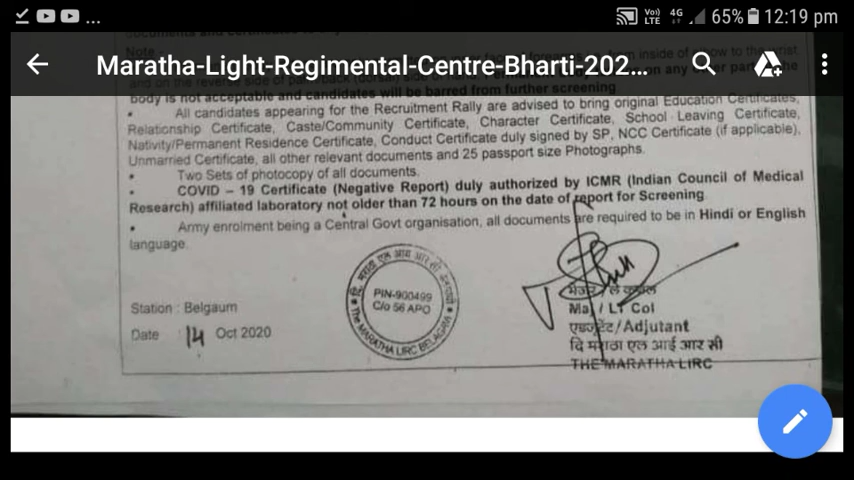 ... Vo) LTE 4G 65% 12:19 pm
Maratha-Light-Regimental-Centre-Bharti-202...
Note :
body is not acceptable and candidates will be barred from further screening.
• All candidates appearing for the Recruitment Rally are advised to bring original Education Certificates,
Relationship Certificate, Caste/Community Certificate, Character Certificate, School Leaving Certificate,
Nativity/Permanent Residence Certificate, Conduct Certificate duly signed by SP, NCC Certificate (if applicable),
Unmarried Certificate, all other relevant documents and 25 passport size Photographs.
• Two Sets of photocopy of all documents.
• COVID – 19 Certificate (Negative Report) duly authorized by ICMR (Indian Council of Medical
Research) affiliated laboratory not older than 72 hours on the date of report for Screening
• Army enrolment being a Central Govt organisation, all documents are required to be in Hindi or English
language.
PIN-900499
C/o 56 APO
The MARATHA LIRC BELAGAVI
Station : Belgaum
Date 14 Oct 2020
Maj / LT Col
एडजूटेंट/Adjutant
दि मराठा एल आई आर सी
THE MARATHA LIRC